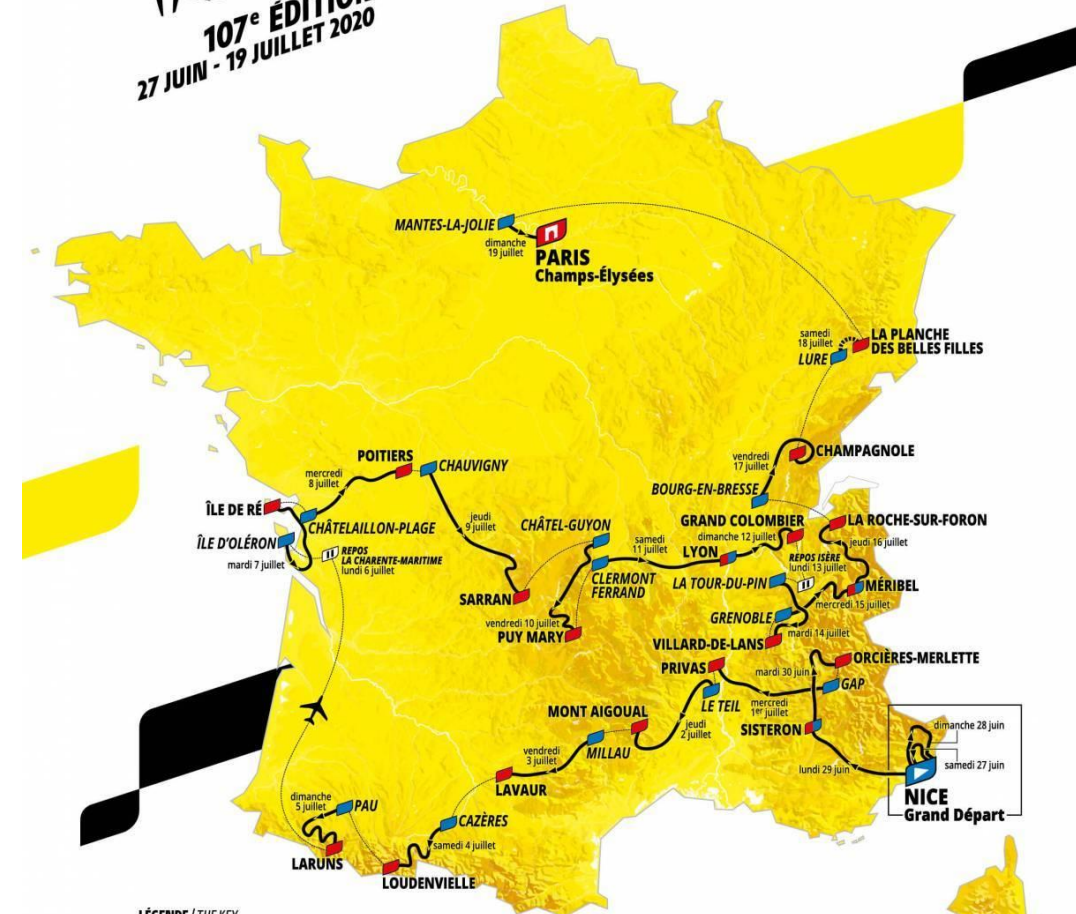 107e ÉDITION
27 JUIN - 19 JUILLET 2020
MANTES-LA-JOLIE
dimanche
19 juillet
PARIS
Champs-Élysées
samedi
18 juillet
LA PLANCHE
DES BELLES FILLES
LURE
CHAMPAGNOLE
vendredi
17 juillet
BOURG-EN-BRESSE
POITIERS
CHAUVIGNY
mercredi
8 juillet
ÎLE DE RÉ
CHÂTELAILLON-PLAGE
ÎLE D'OLÉRON
mardi 7 juillet
REPOS
LA CHARENTE-MARITIME
lundi 6 juillet
jeudi
9 juillet
CHÂTEL-GUYON
samedi
11 juillet
CLERMONT
FERRAND
SARRAN
vendredi 10 juillet
PUY MARY
GRAND COLOMBIER
dimanche 12 juillet
LYON
LA ROCHE-SUR-FORON
jeudi 16 juillet
REPOS ISÈRE
lundi 13 juillet
LA TOUR-DU-PIN
MÉRIBEL
mercredi 15 juillet
GRENOBLE
mardi 14 juillet
VILLARD-DE-LANS
ORCIÈRES-MERLETTE
mardi 30 juin
PRIVAS
GAP
LE TEIL
mercredi
1er juillet
MONT AIGOUAL
jeudi
2 juillet
SISTERON
MILLAU
vendredi
3 juillet
LAVAUR
lundi 29 juin
dimanche 28 juin
samedi 27 juin
NICE
Grand Départ
dimanche
5 juillet
PAU
CAZÈRES
samedi 4 juillet
LARUNS
LOUDENVIELLE
LÉGENDE / THE KEY